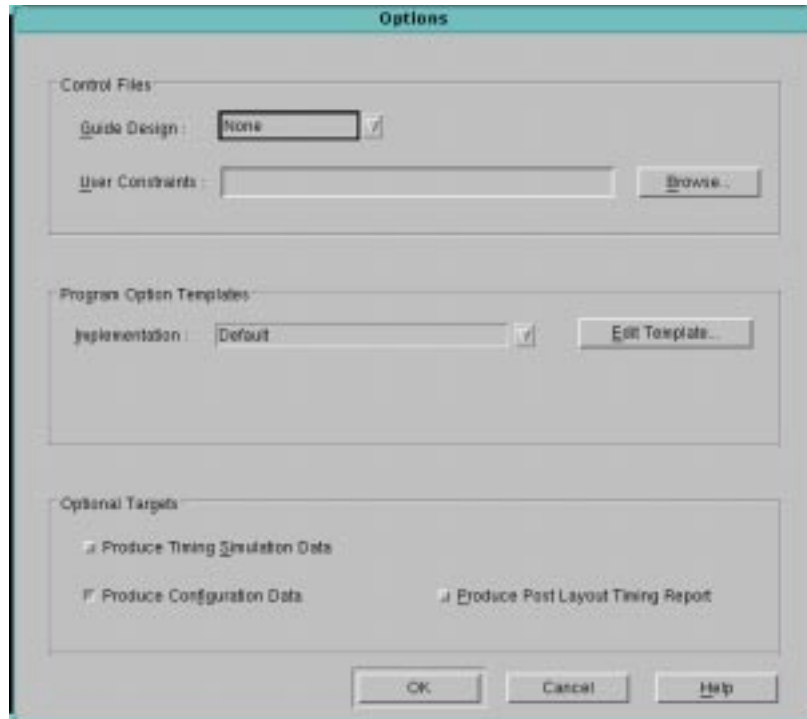 Options
Control Files
Guide Design :
None
User Constraints :
Browse...
Program Option Templates
Implementation :
Default
Edit Template...
Optional Targets
Produce Timing Simulation Data
Produce Configuration Data
Produce Post Layout Timing Report
OK
Cancel
Help